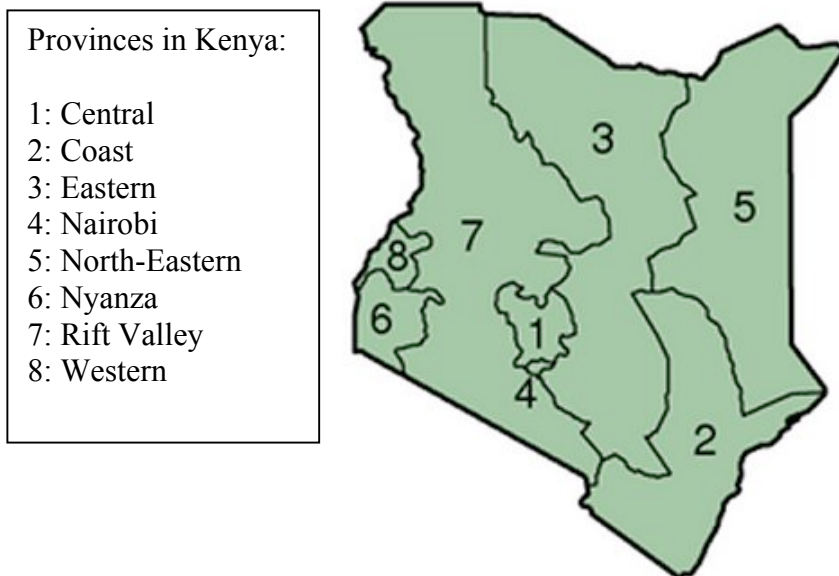 Provinces in Kenya:
1: Central
2: Coast
3: Eastern
4: Nairobi
5: North-Eastern
6: Nyanza
7: Rift Valley
8: Western
3
5
7
8
6
1
4
2